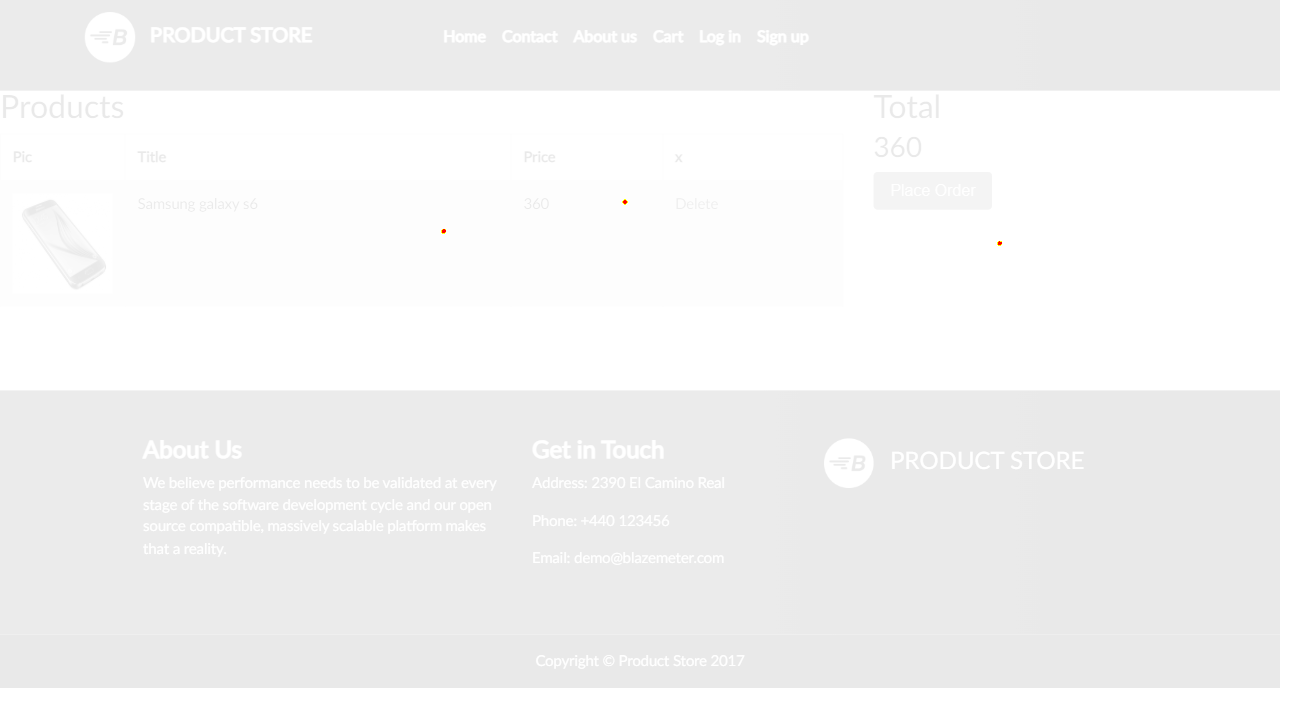 PRODUCT STORE Home Contact About us Cart Log in Sign up
Products
Pic Title Price x
Samsung galaxy s6 360 Delete
Total
360
Place Order
About Us
We believe performance needs to be validated at every
stage of the software development cycle and our open
source compatible, massively scalable platform makes
that a reality.
Get in Touch
Address: 2390 El Camino Real
Phone: +440 123456
Email: demo@blazemeter.com
B PRODUCT STORE
Copyright © Product Store 2017